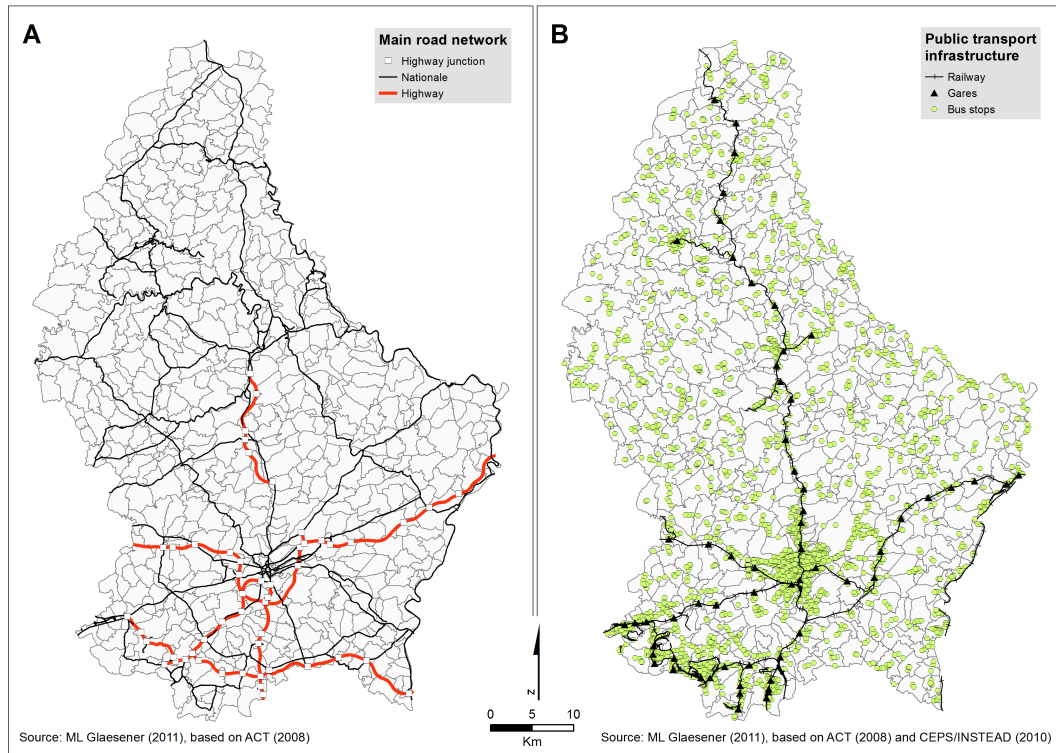 A
Main road network
Highway junction
Nationale
Highway
Source: ML Glaesener (2011), based on ACT (2008)
B
Public transport
infrastructure
Railway
Gares
Bus stops
N
0 5 10
Km
Source: ML Glaesener (2011), based on ACT (2008) and CEPS/INSTEAD (2010)